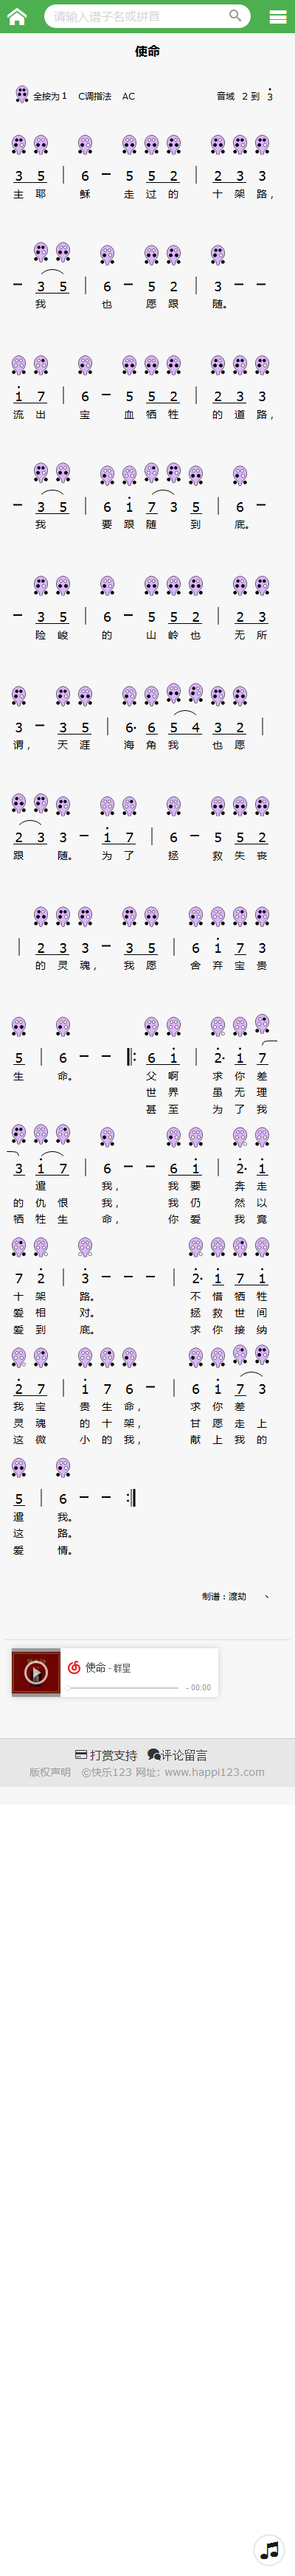 请输入谱子名或拼音
使命
全按为 1 C调指法 AC 音域 2 到 3̇
3 5 | 6 － 5 5 2 | 2 3 3
主 耶 稣 走 过 的 十 架 路，
－ 3 5 | 6 － 5 2 | 3 － －
我 也 愿 跟 随。
1̇ 7 | 6 － 5 5 2 | 2 3 3
流 出 宝 血 牺 牲 的 道 路，
－ 3 5 | 6 1̇ 7 3 5 | 6 －
我 要 跟 随 到 底。
－ 3 5 | 6 － 5 5 2 | 2 3
险 峻 的 山 岭 也 无 所
3 － 3 5 | 6· 6 5 4 3 2 |
谓， 天 涯 海 角 我 也 愿
2 3 3 － 1̇ 7 | 6 － 5 5 2
跟 随。 为 了 拯 救 失 丧
| 2 3 3 － 3 5 | 6 1̇ 7 3
的 灵 魂， 我 愿 舍 弃 宝 贵
5 | 6 － － ‖: 6 1̇ | 2̇· 1̇ 7
生 命。 父 啊 求 你 差
世 界 虽 无 理
甚 至 为 了 我
3 1̇ 7 | 6 － － 6 1̇ | 2̇· 1̇
遣 我， 我 要 奔 走
的 仇 恨 我， 我 仍 然 以
牺 牲 生 命， 你 爱 我 竟
7 2̇ | 3̇ － － － | 2̇· 1̇ 7 1̇
十 架 路。 不 惜 牺 牲
爱 相 对。 拯 救 世 间
爱 到 底。 求 你 接 纳
2̇ 7 | 1̇ 7 6 － | 6 1̇ 7 3
我 宝 贵 生 命， 求 你 差
灵 魂 的 十 架， 甘 愿 走 上
这 微 小 的 我， 献 上 我 的
5 | 6 － － :‖
遣 我。
这 路。
爱 情。
制谱：渡劫 、
使命 - 群星
- 00:00
打赏支持 评论留言
版权声明 ©快乐123 网址: www.happi123.com